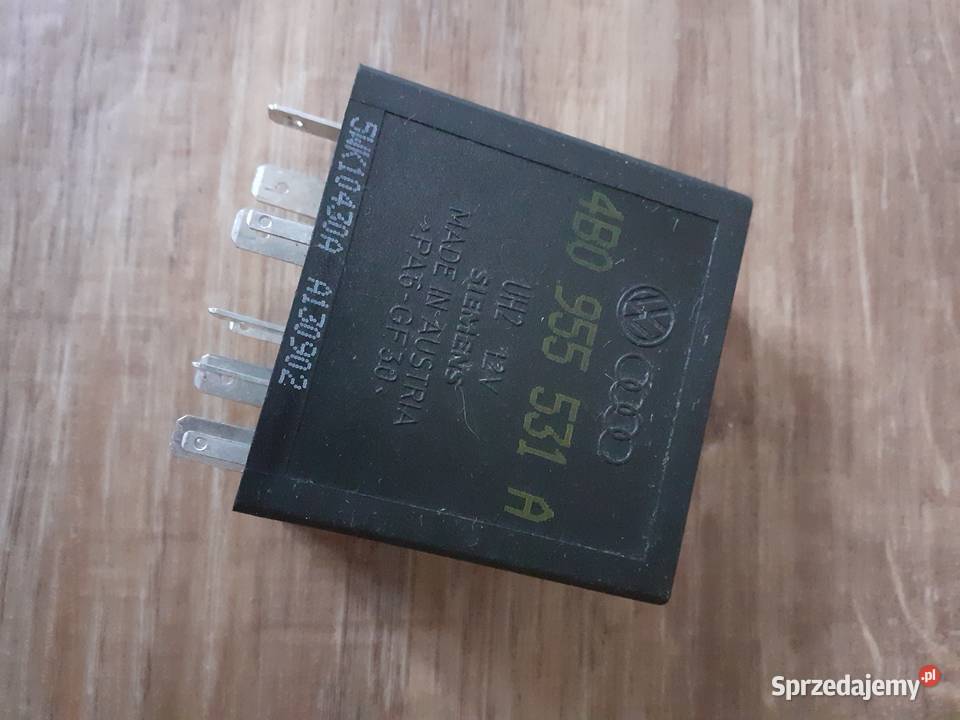 4B0 955 531 A
UH2 12V
SIEMENS
MADE IN AUSTRIA
>PA6-GF30<
5WK10430A A130902
Sprzedajemy.pl